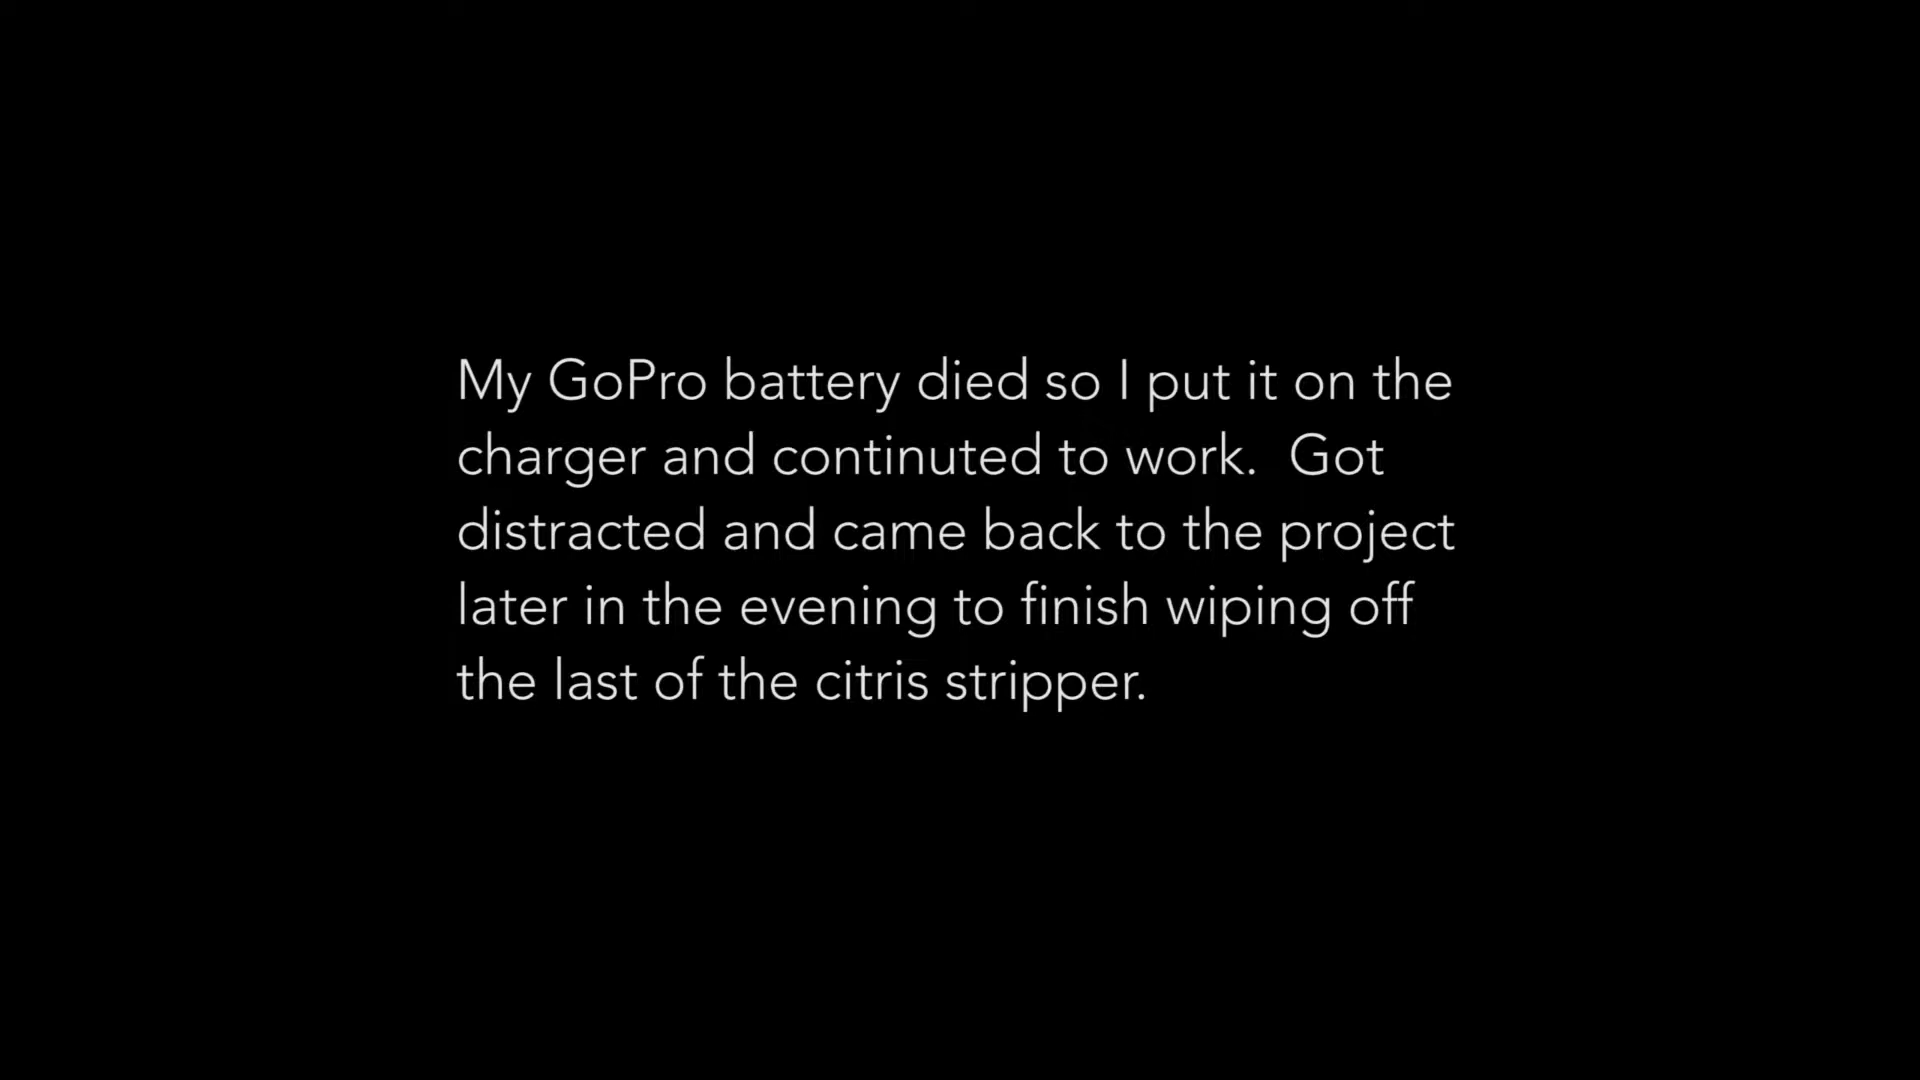 My GoPro battery died so I put it on the
charger and continuted to work.  Got
distracted and came back to the project
later in the evening to finish wiping off
the last of the citris stripper.